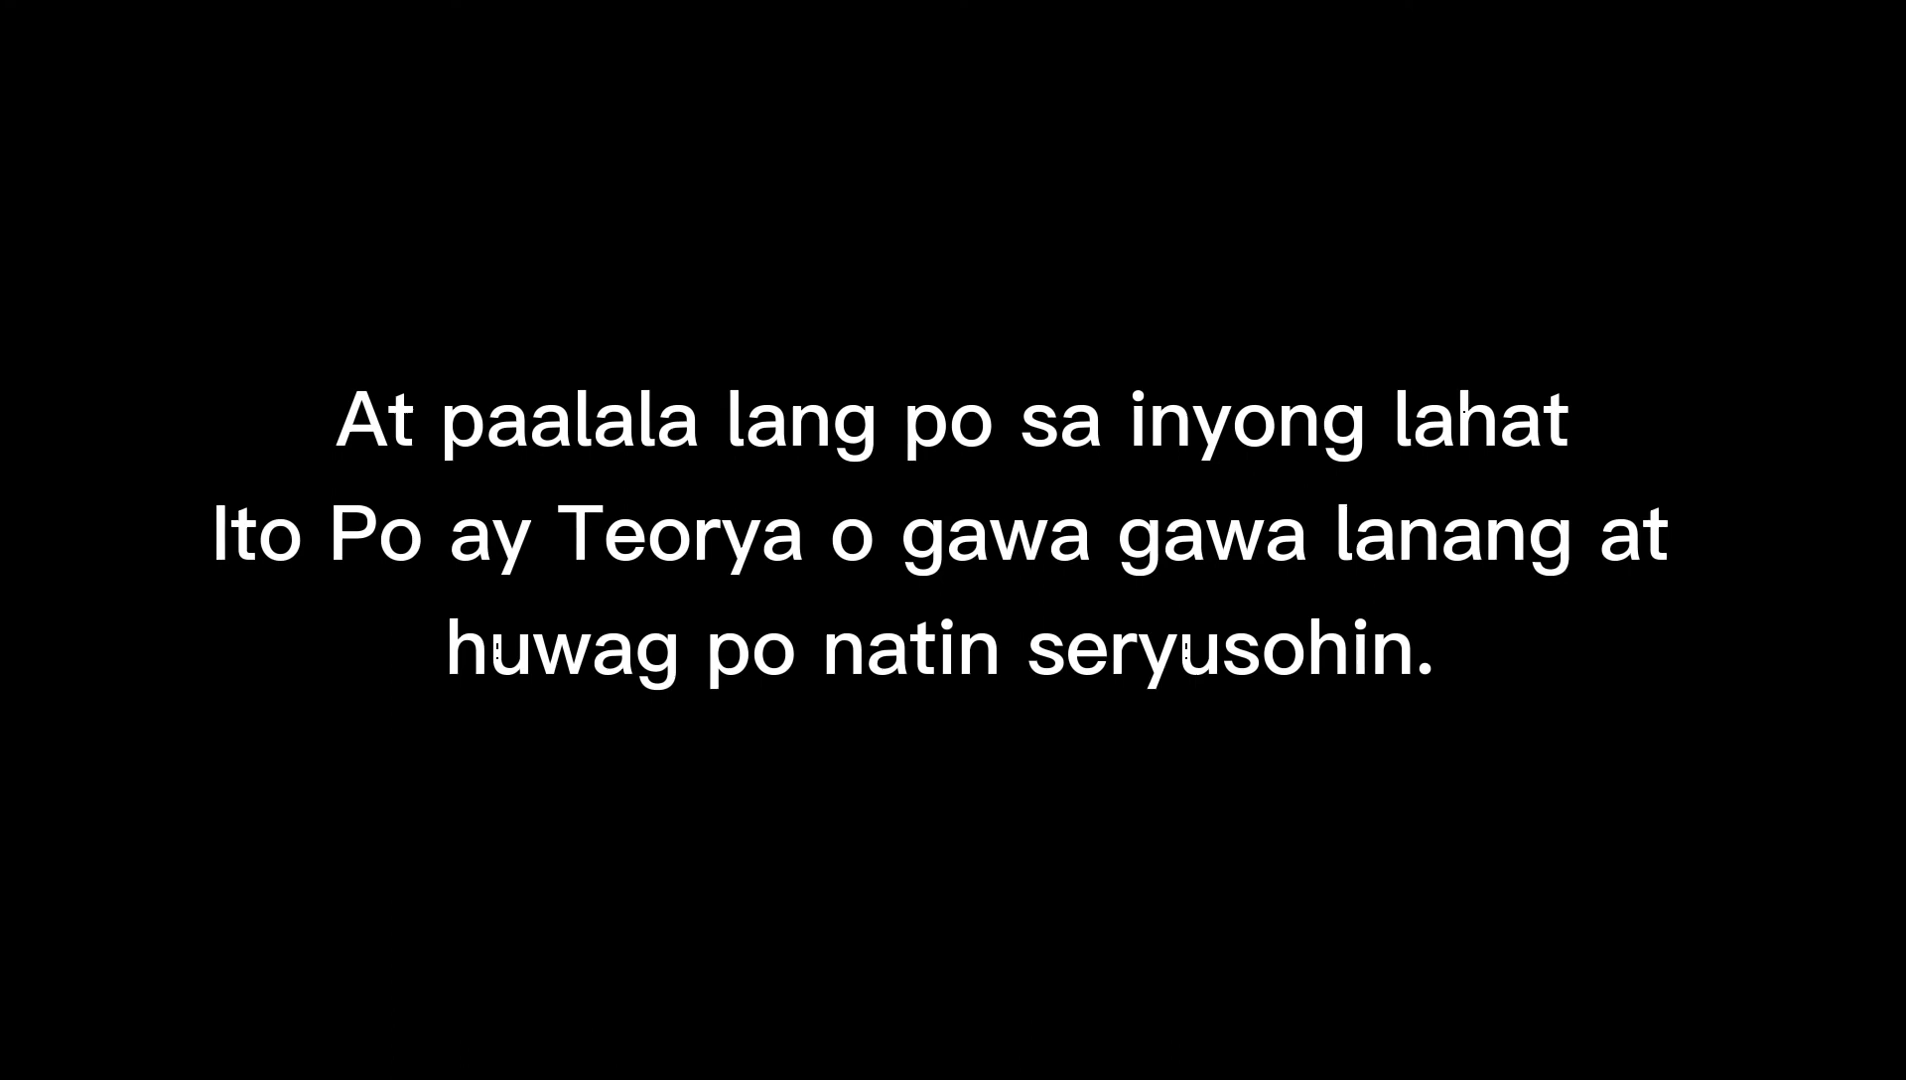 At paalala lang po sa inyong lahat
Ito Po ay Teorya o gawa gawa lanang at
huwag po natin seryusohin.